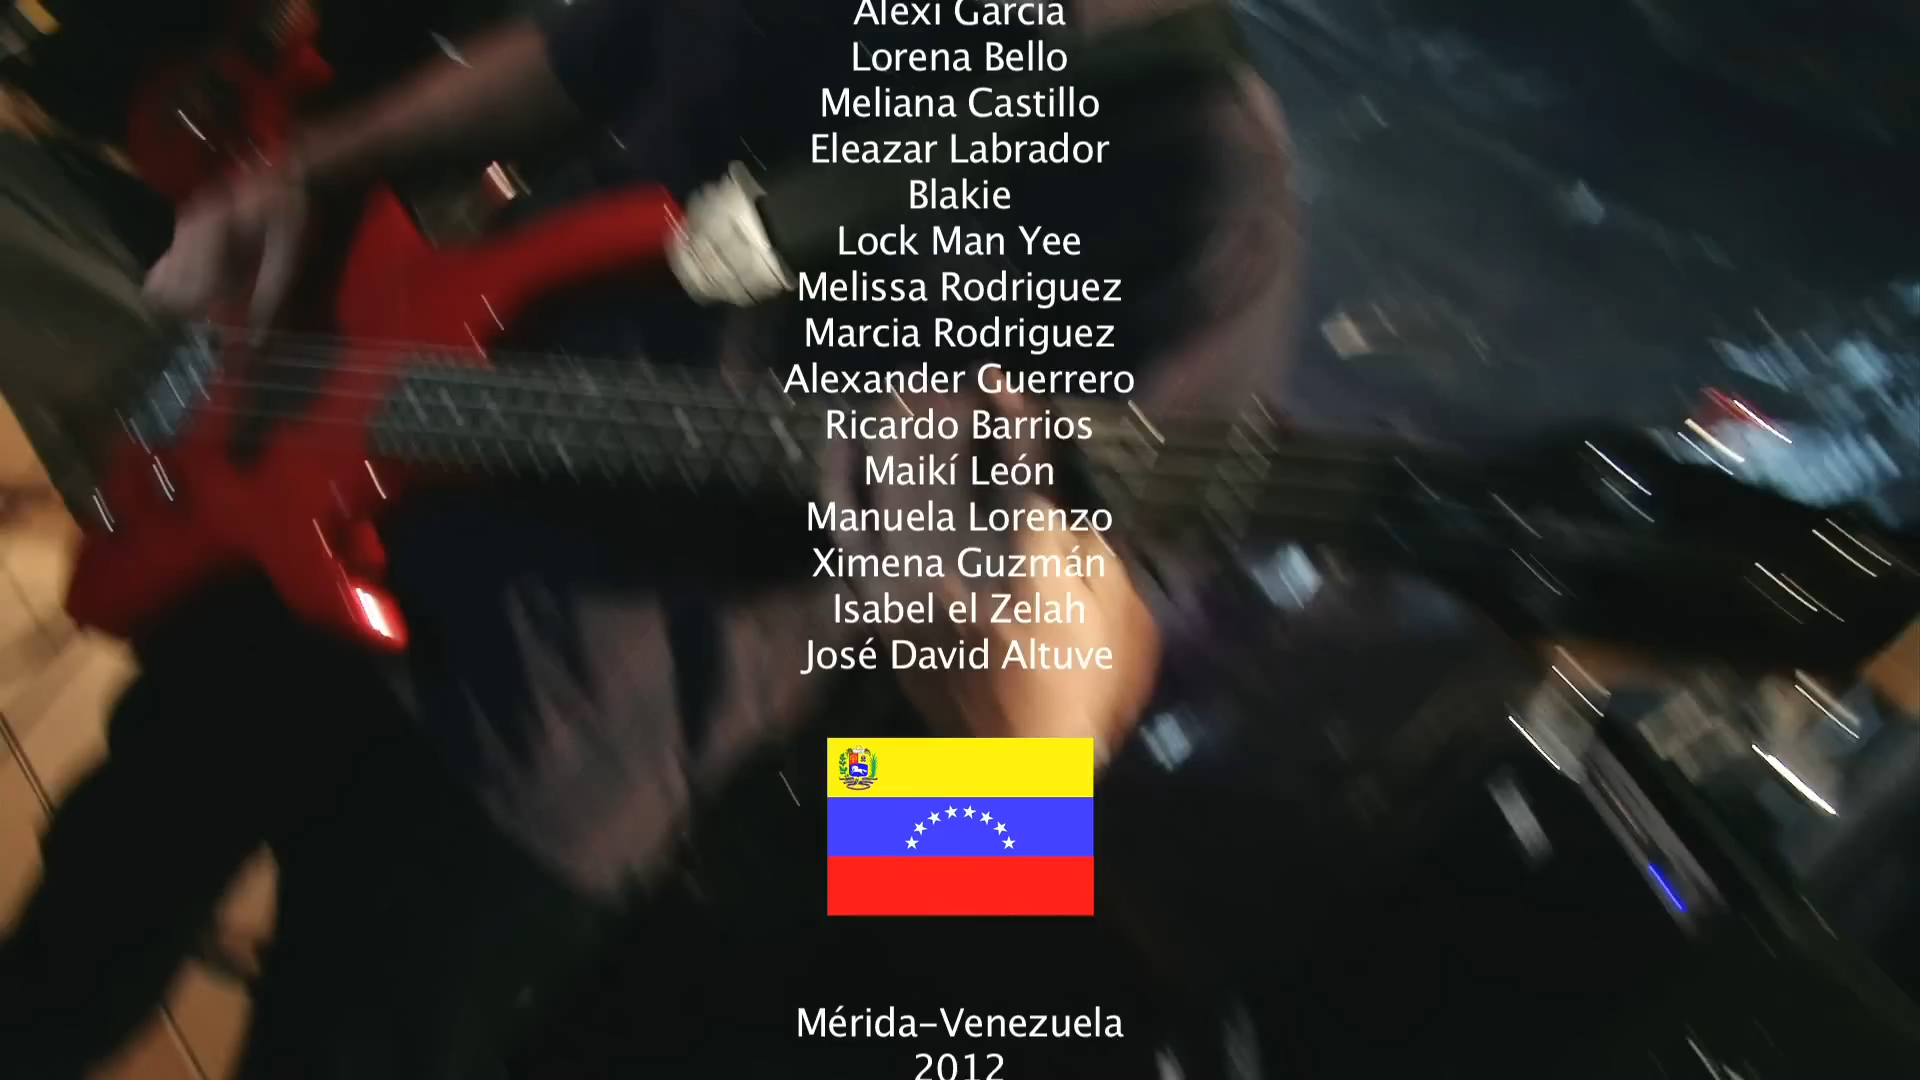 Alexi Garcia
Lorena Bello
Meliana Castillo
Eleazar Labrador
Blakie
Lock Man Yee
Melissa Rodriguez
Marcia Rodriguez
Alexander Guerrero
Ricardo Barrios
Maikí León
Manuela Lorenzo
Ximena Guzmán
Isabel el Zelah
José David Altuve
Mérida-Venezuela
2012